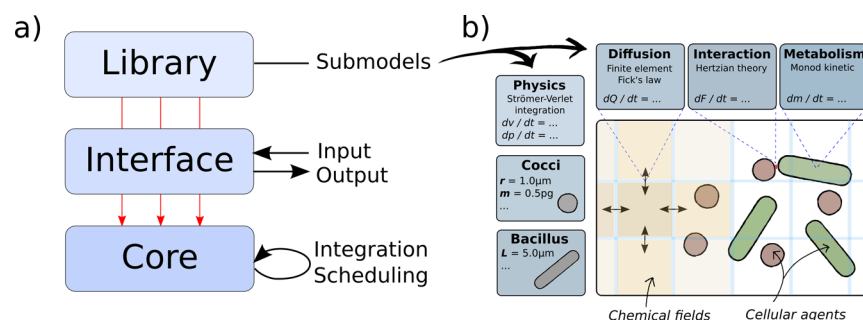 a)
Library
Submodels
Interface
Input
Output
Core
Integration
Scheduling
b)
Diffusion
Finite element
Fick's law
dQ / dt = ...
Interaction
Hertzian theory
dF / dt = ...
Metabolism
Monod kinetic
dm / dt = ...
Physics
Strömer-Verlet
integration
dv / dt = ...
dp / dt = ...
Cocci
r = 1.0μm
m = 0.5pg
...
Bacillus
L = 5.0μm
...
Chemical fields
Cellular agents